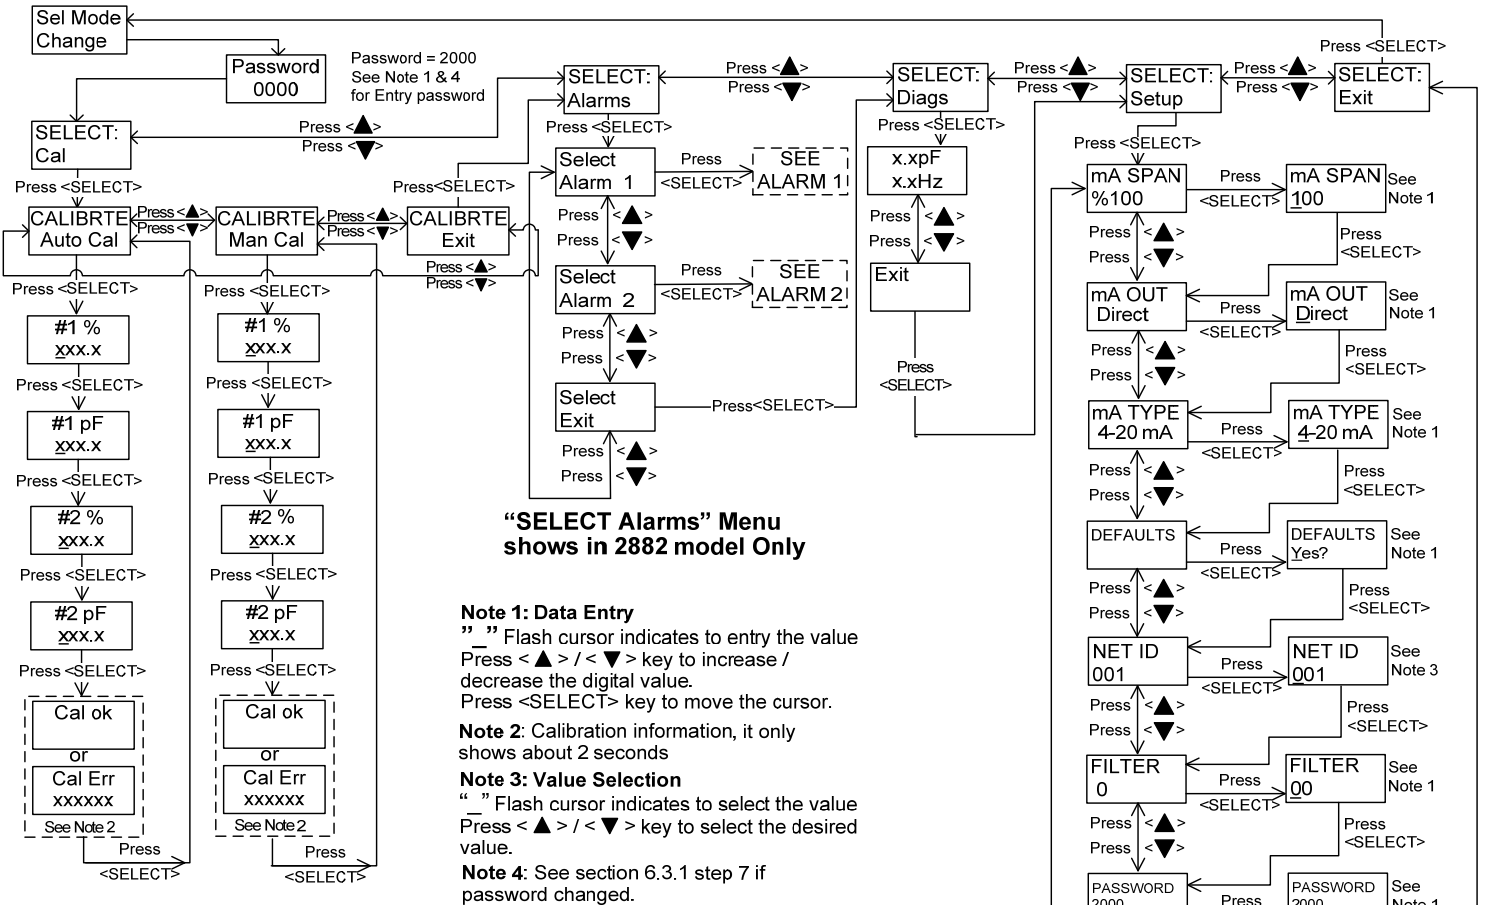 Sel Mode
Change
Password
0000
Password = 2000
See Note 1 & 4
for Entry password
SELECT:
Cal
Press <▲>
Press <▼>
SELECT:
Alarms
Press <▲>
Press <▼>
SELECT:
Diags
Press <▲>
Press <▼>
SELECT:
Setup
Press <▲>
Press <▼>
SELECT:
Exit
Press <SELECT>
Press <SELECT>
CALIBRTE
Auto Cal
Press <▲>
Press <▼>
CALIBRTE
Man Cal
Press <▲>
Press <▼>
CALIBRTE
Exit
Press<SELECT>
Press <▲>
Press <▼>
Press <SELECT>
#1 %
xxx.x
Press <SELECT>
#1 pF
xxx.x
Press <SELECT>
#2 %
xxx.x
Press <SELECT>
#2 pF
xxx.x
Press <SELECT>
Cal ok
or
Cal Err
xxxxxx
See Note 2
Press
<SELECT>
Press <SELECT>
#1 %
xxx.x
Press <SELECT>
#1 pF
xxx.x
Press <SELECT>
#2 %
xxx.x
Press <SELECT>
#2 pF
xxx.x
Press <SELECT>
Cal ok
or
Cal Err
xxxxxx
See Note 2
Press
<SELECT>
Press <SELECT>
Select
Alarm 1
Press
<SELECT>
SEE
ALARM 1
Press <▲>
Press <▼>
Select
Alarm 2
Press
<SELECT>
SEE
ALARM 2
Press <▲>
Press <▼>
Select
Exit
Press<SELECT>
Press <▲>
Press <▼>
Press <SELECT>
x.xpF
x.xHz
Press <▲>
Press <▼>
Exit
Press
<SELECT>
“SELECT Alarms” Menu
shows in 2882 model Only
Note 1: Data Entry
”_” Flash cursor indicates to entry the value
Press < ▲ > / < ▼ > key to increase /
decrease the digital value.
Press <SELECT> key to move the cursor.
Note 2: Calibration information, it only
shows about 2 seconds
Note 3: Value Selection
“_” Flash cursor indicates to select the value
Press < ▲ > / < ▼ > key to select the desired
value.
Note 4: See section 6.3.1 step 7 if
password changed.
Press <SELECT>
mA SPAN
%100
Press
<SELECT>
mA SPAN
100
See
Note 1
Press <▲>
Press <▼>
Press
<SELECT>
mA OUT
Direct
Press
<SELECT>
mA OUT
Direct
See
Note 1
Press <▲>
Press <▼>
Press
<SELECT>
mA TYPE
4-20 mA
Press
<SELECT>
mA TYPE
4-20 mA
See
Note 1
Press <▲>
Press <▼>
Press
<SELECT>
DEFAULTS
Press
<SELECT>
DEFAULTS
Yes?
See
Note 1
Press <▲>
Press <▼>
Press
<SELECT>
NET ID
001
Press
<SELECT>
NET ID
001
See
Note 3
Press <▲>
Press <▼>
Press
<SELECT>
FILTER
0
Press
<SELECT>
FILTER
00
See
Note 1
Press <▲>
Press <▼>
Press
<SELECT>
PASSWORD
2000
Press
PASSWORD
2000
See
Note 1